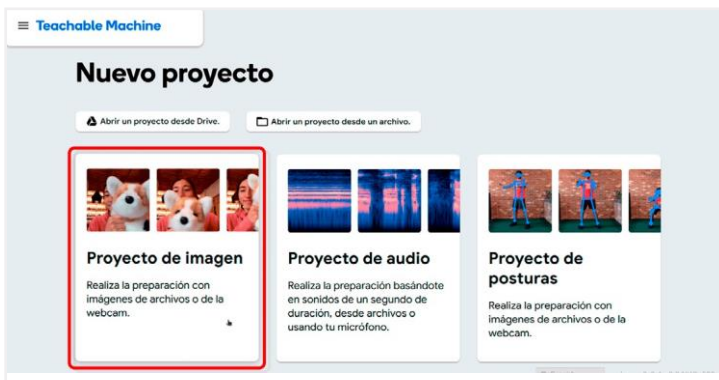 Teachable Machine
Nuevo proyecto
Abrir un proyecto desde Drive.
Abrir un proyecto desde un archivo.
Proyecto de imagen
Realiza la preparación con
imágenes de archivos o de la
webcam.
Proyecto de audio
Realiza la preparación basándote
en sonidos de un segundo de
duración, desde archivos o
usando tu micrófono.
Proyecto de
posturas
Realiza la preparación con
imágenes de archivos o de la
webcam.